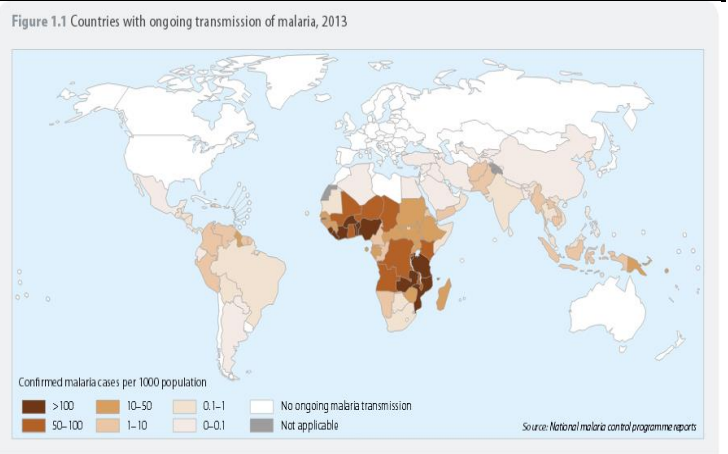 Figure 1.1 Countries with ongoing transmission of malaria, 2013
Confirmed malaria cases per 1000 population
>100
10–50
0.1–1
No ongoing malaria transmission
50–100
1–10
0–0.1
Not applicable
Source: National malaria control programme reports